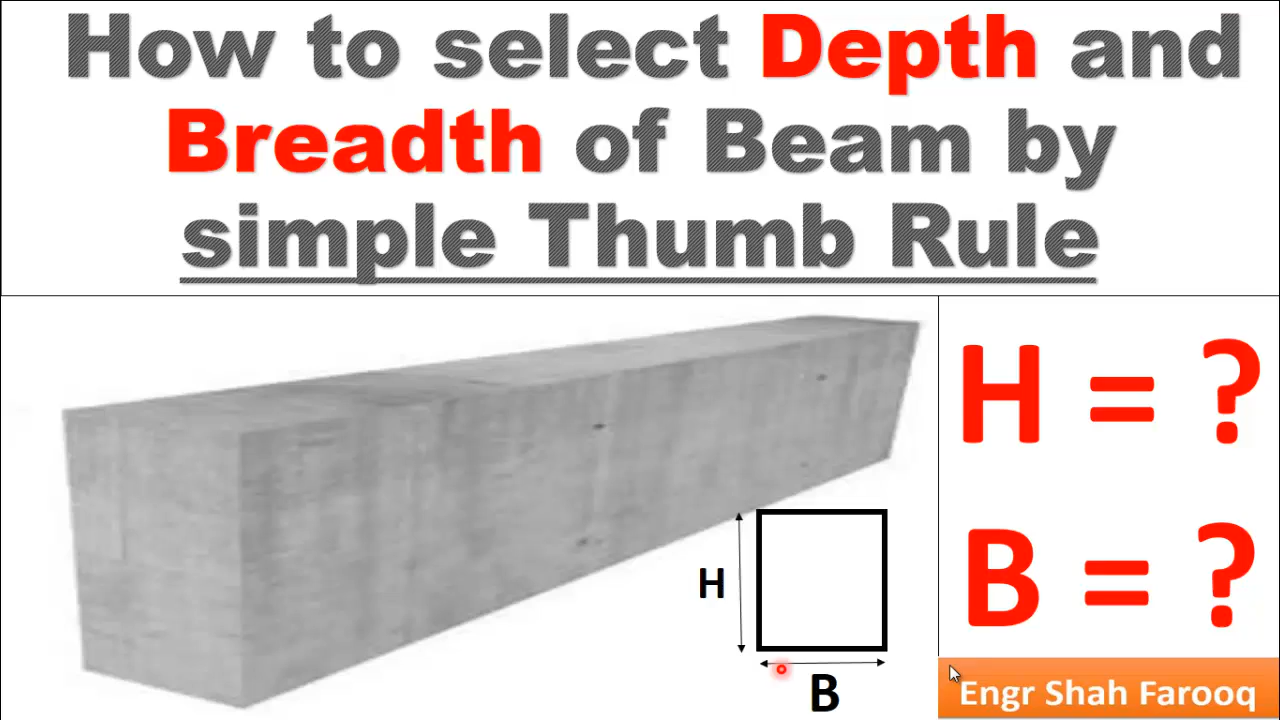 How to select Depth and
Breadth of Beam by
simple Thumb Rule
H = ?
H
B = ?
B
Engr Shah Farooq